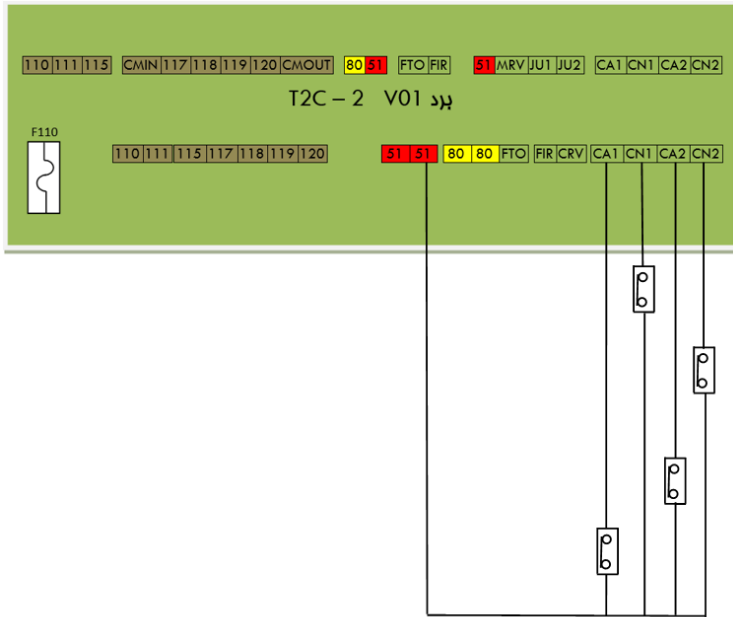 110 111 115 CMIN 117 118 119 120 CMOUT 80 51 FTO FIR 51 MRV JU1 JU2 CA1 CN1 CA2 CN2
برد T2C – 2 V01
F110
110 111 115 117 118 119 120 51 51 80 80 FTO FIR CRV CA1 CN1 CA2 CN2